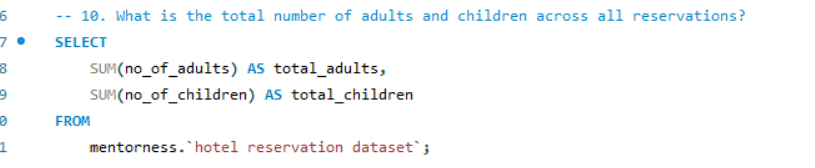 6 -- 10. What is the total number of adults and children across all reservations?
7 SELECT
8 SUM(no_of_adults) AS total_adults,
9 SUM(no_of_children) AS total_children
0 FROM
1 mentorness.`hotel reservation dataset`;